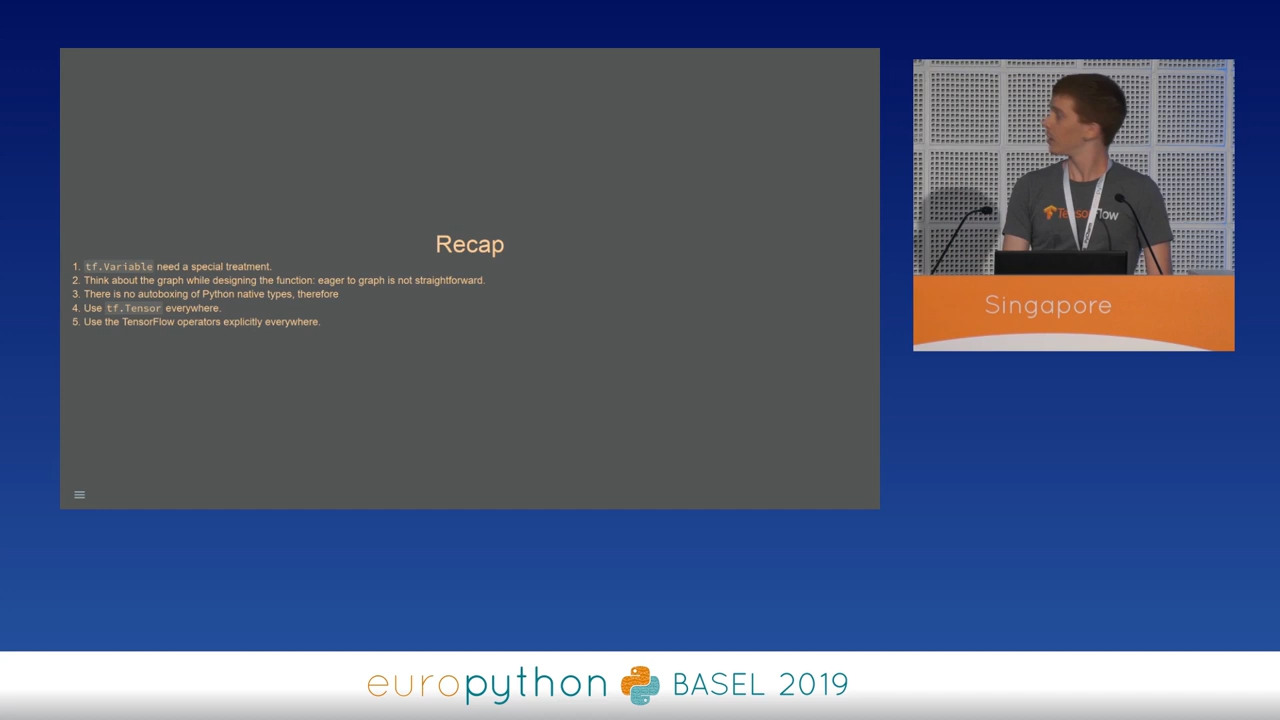 Recap
1. tf.Variable need a special treatment.
2. Think about the graph while designing the function: eager to graph is not straightforward.
3. There is no autoboxing of Python native types, therefore
4. Use tf.Tensor everywhere.
5. Use the TensorFlow operators explicitly everywhere.
TensorFlow
Singapore
europython BASEL 2019